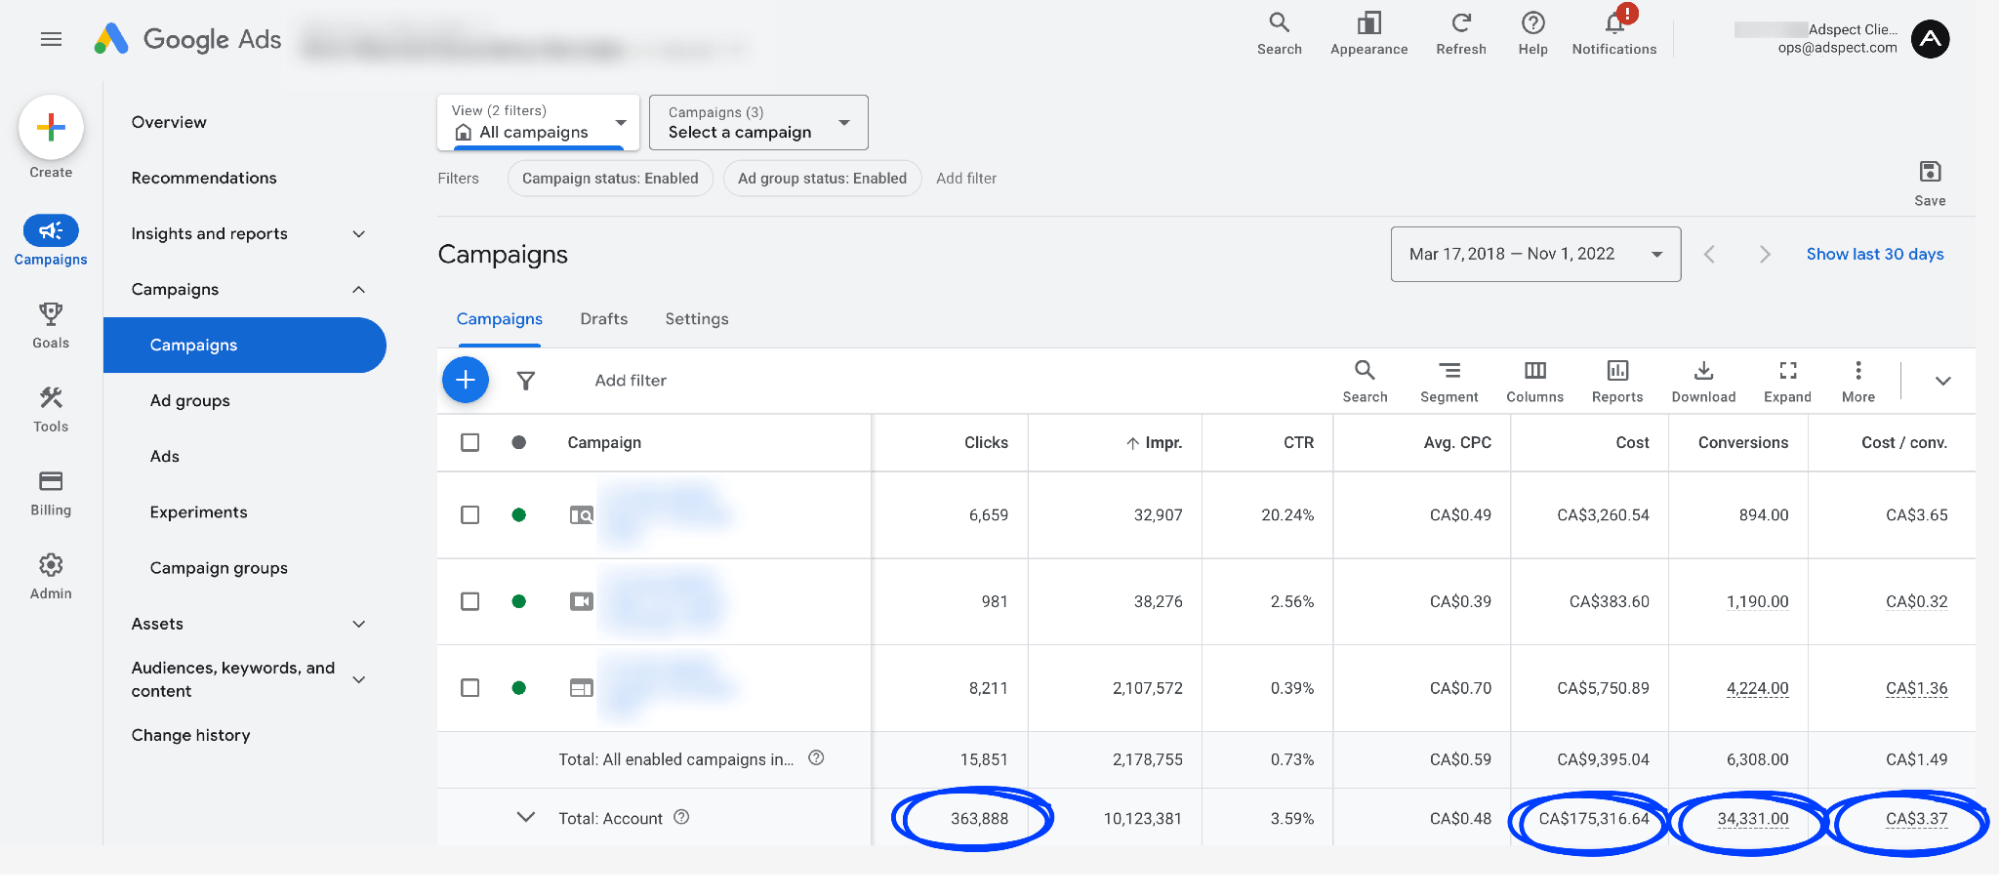 Google Ads
Search
Appearance
Refresh
Help
!
Notifications
Adspect Clie...
ops@adspect.com
A
Create
Campaigns
Goals
Tools
Billing
Admin
Overview
Recommendations
Insights and reports
Campaigns
Campaigns
Ad groups
Ads
Experiments
Campaign groups
Assets
Audiences, keywords, and
content
Change history
View (2 filters)
All campaigns
Campaigns (3)
Select a campaign
Filters
Campaign status: Enabled
Ad group status: Enabled
Add filter
Save
Campaigns
Mar 17, 2018 – Nov 1, 2022
Show last 30 days
Campaigns Drafts Settings
Add filter
Search Segment Columns Reports Download Expand More
Campaign Clicks ↑ Impr. CTR Avg. CPC Cost Conversions Cost / conv.
6,659 32,907 20.24% CA$0.49 CA$3,260.54 894.00 CA$3.65
981 38,276 2.56% CA$0.39 CA$383.60 1,190.00 CA$0.32
8,211 2,107,572 0.39% CA$0.70 CA$5,750.89 4,224.00 CA$1.36
Total: All enabled campaigns in... 15,851 2,178,755 0.73% CA$0.59 CA$9,395.04 6,308.00 CA$1.49
Total: Account 363,888 10,123,381 3.59% CA$0.48 CA$175,316.64 34,331.00 CA$3.37